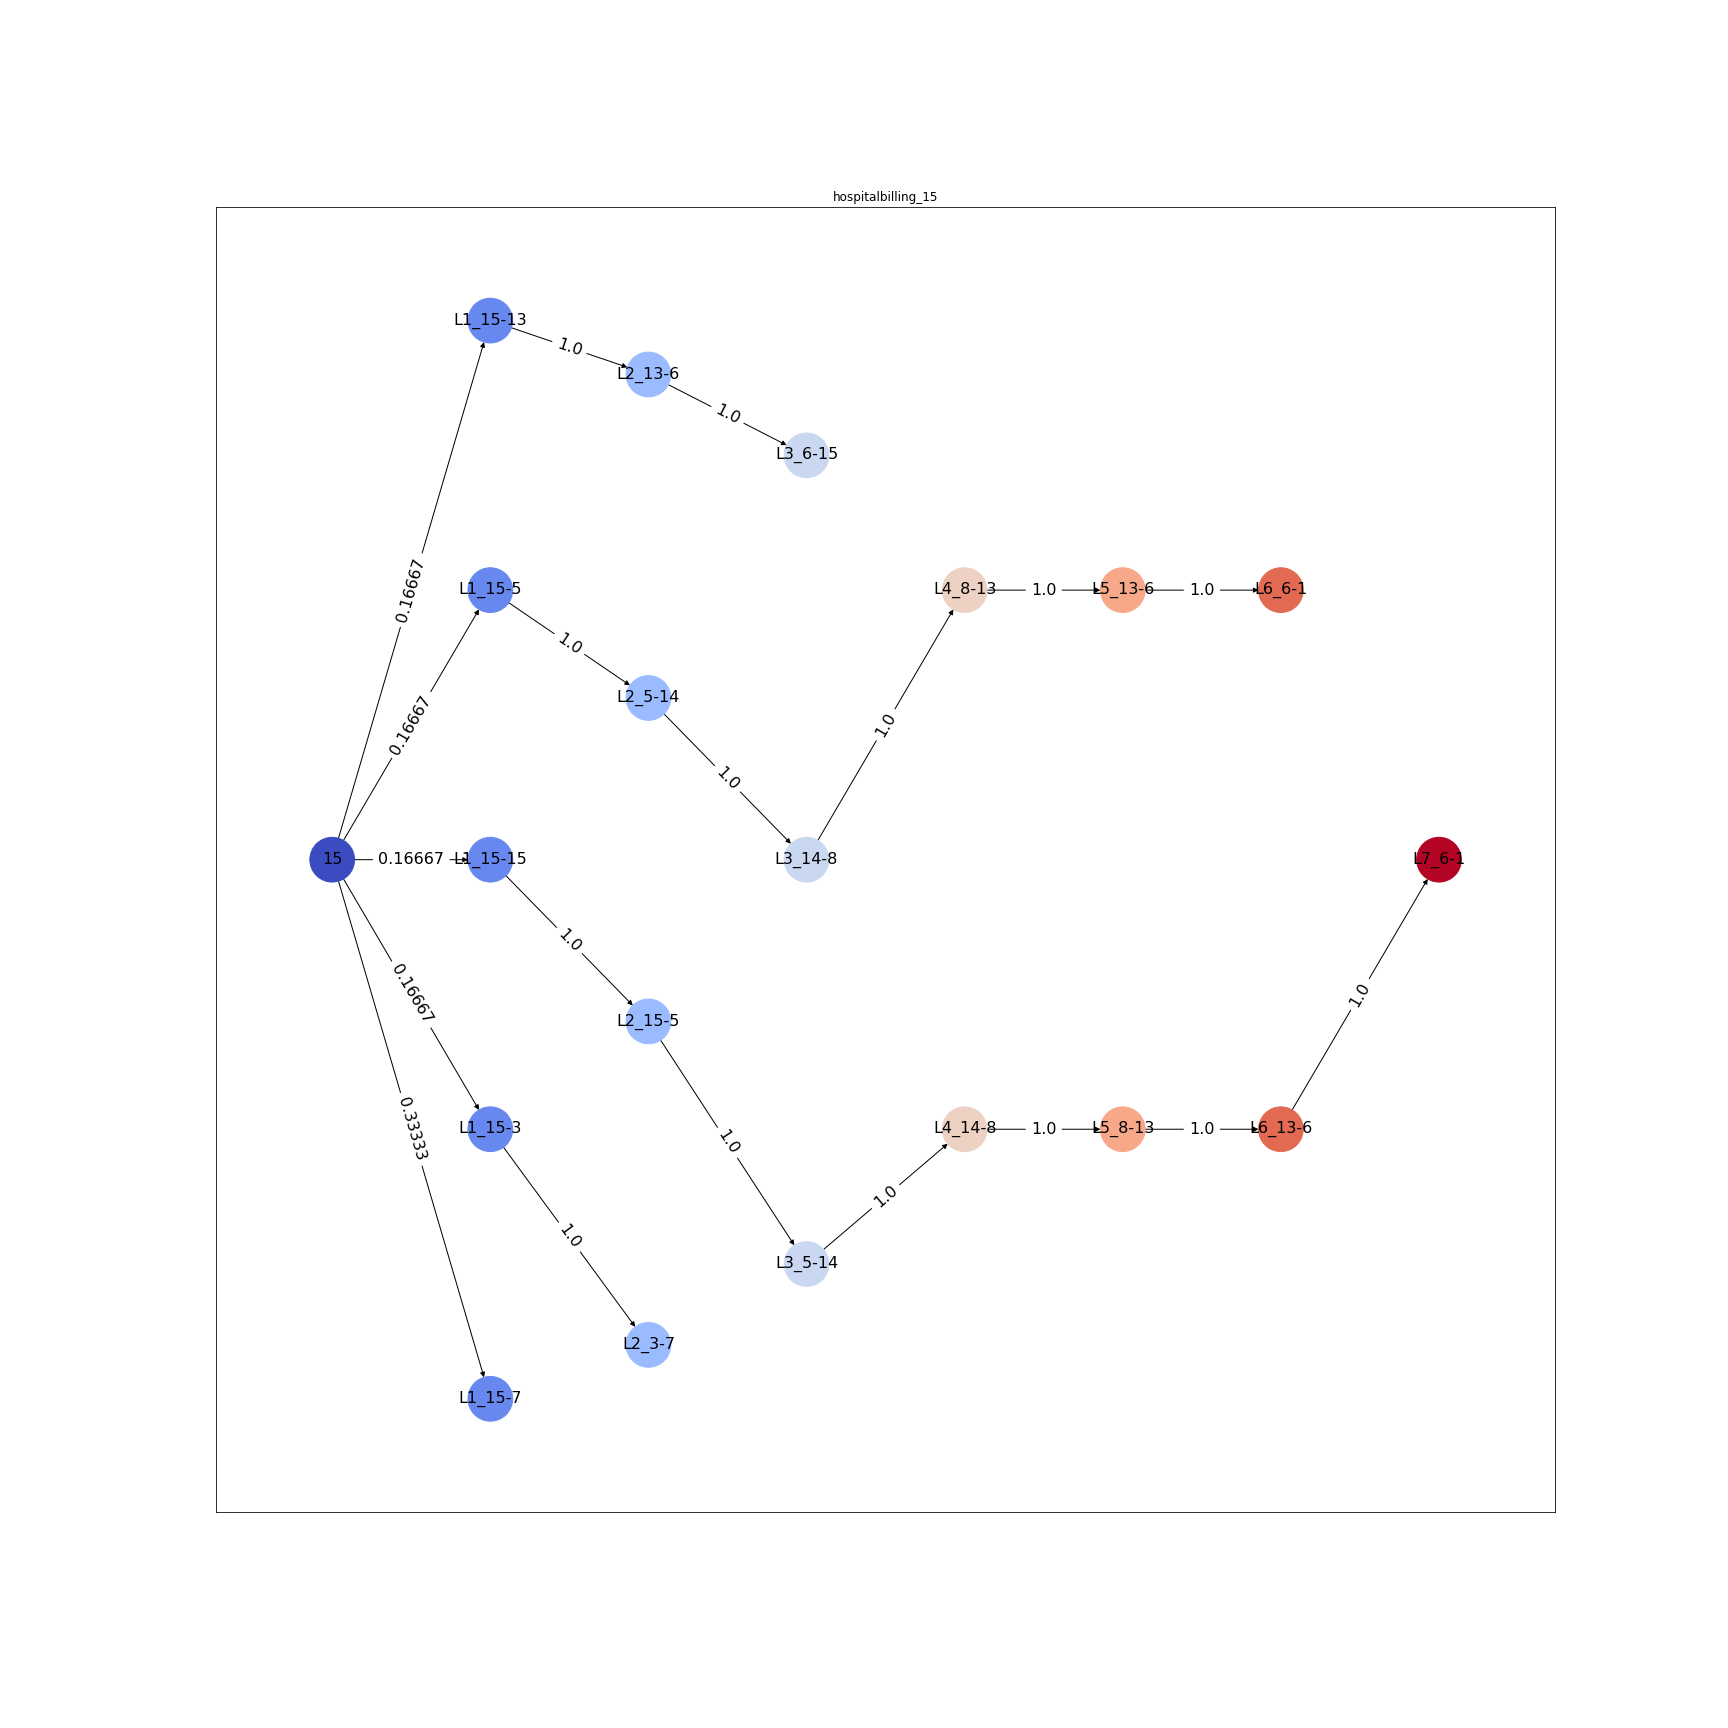 hospitalbilling_15
L1_15-13
1.0
L2_13-6
1.0
L3_6-15
0.16667
L1_15-5
1.0
L2_5-14
1.0
L3_14-8
1.0
L4_8-13
1.0
L5_13-6
1.0
L6_6-1
0.16667
15
0.16667
L1_15-15
1.0
L2_15-5
1.0
L3_5-14
1.0
L4_14-8
1.0
L5_8-13
1.0
L6_13-6
1.0
L7_6-1
0.16667
L1_15-3
1.0
L2_3-7
0.33333
L1_15-7